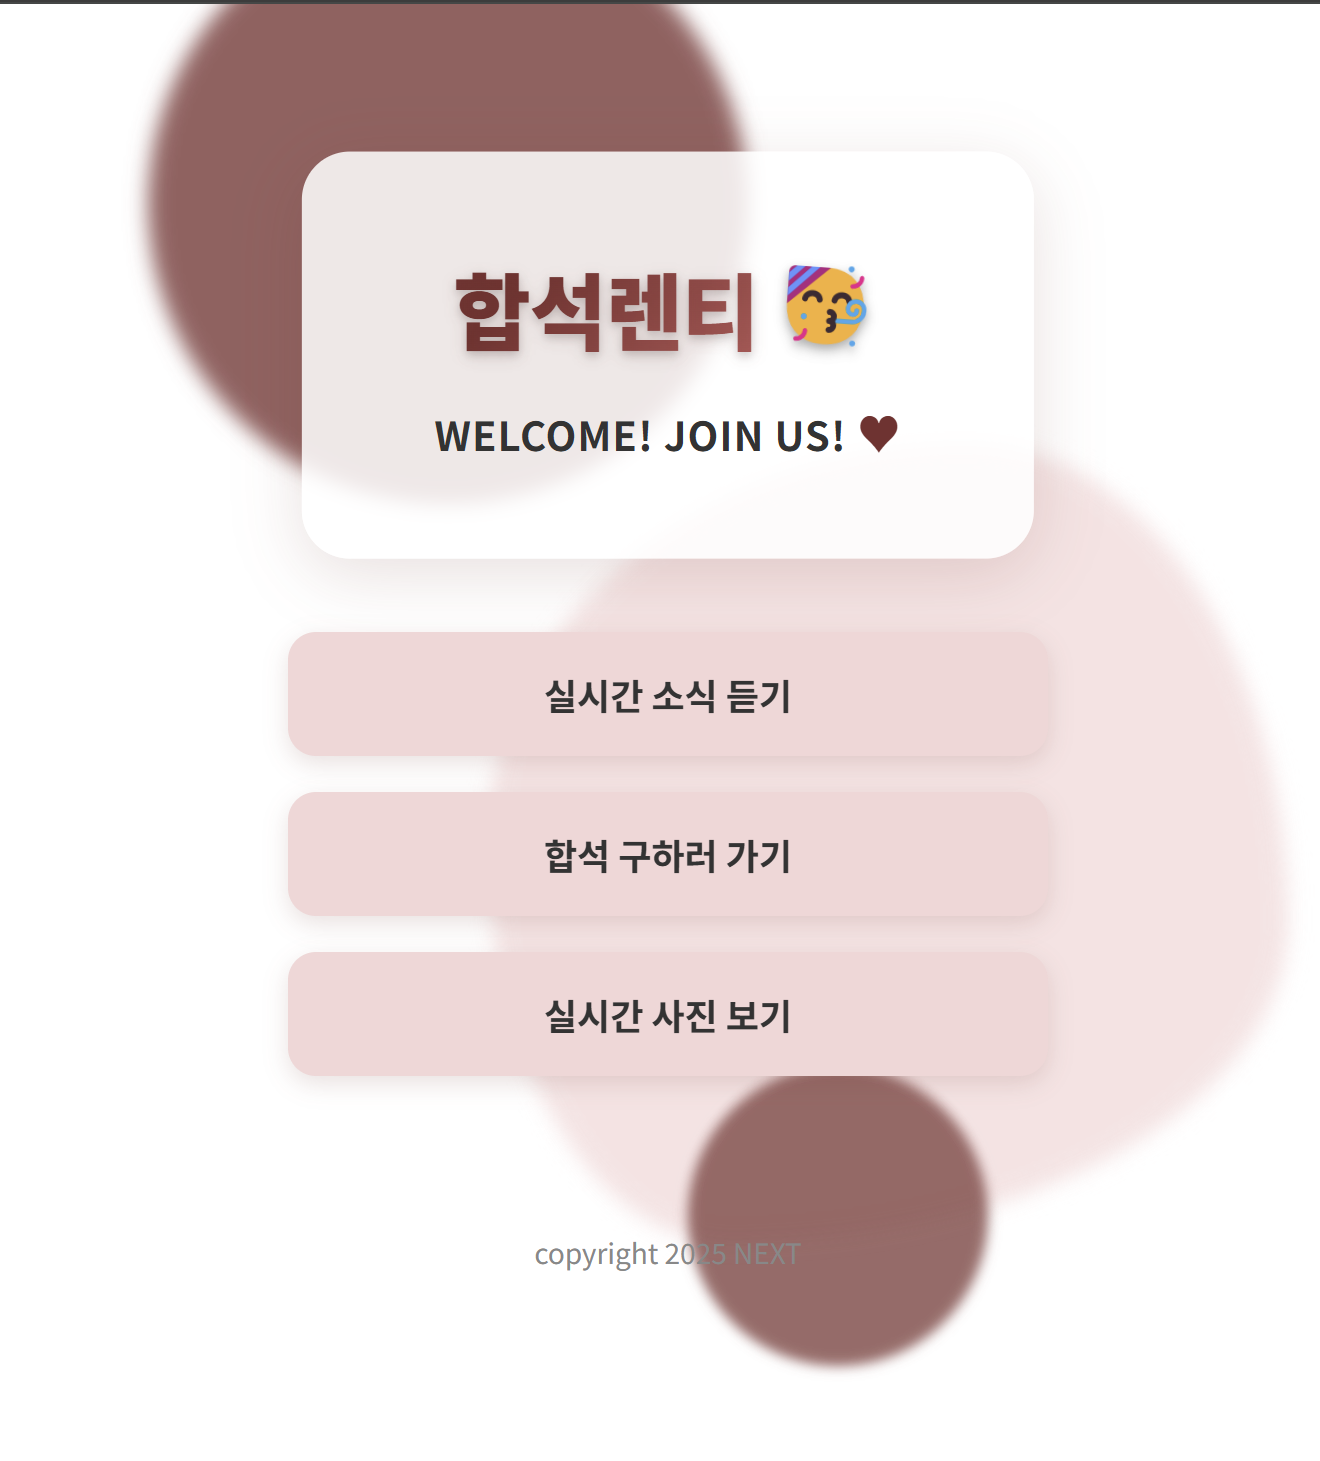 합석렌티 🥳
WELCOME! JOIN US! ♥
실시간 소식 듣기
합석 구하러 가기
실시간 사진 보기
copyright 2025 NEXT